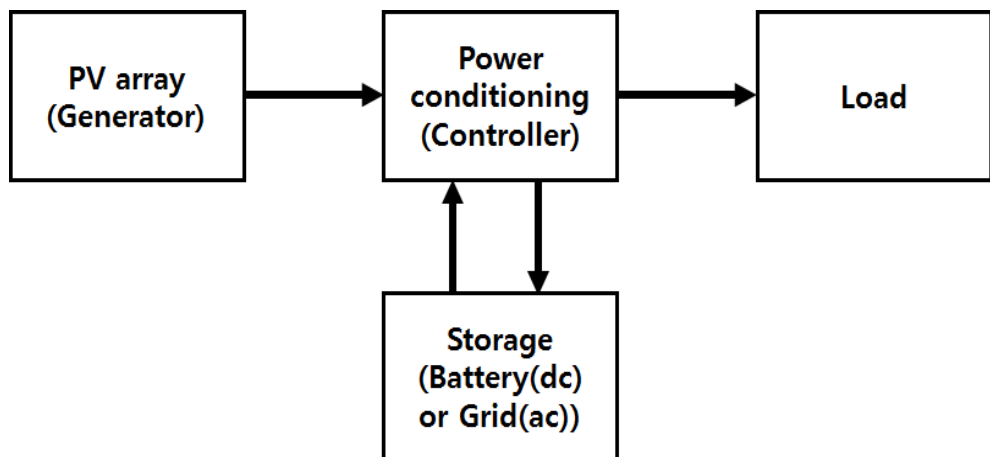 PV array
(Generator)
Power
conditioning
(Controller)
Load
Storage
(Battery(dc)
or Grid(ac))